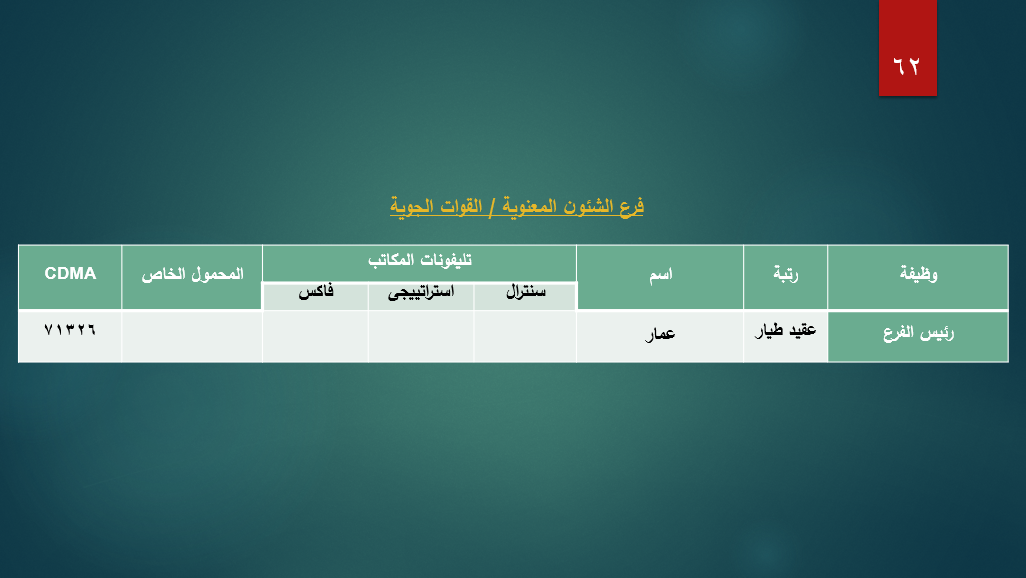 ٦٢
فرع الشئون المعنوية / القوات الجوية
وظيفة رتبة اسم تليفونات المكاتب المحمول الخاص CDMA
سنترال استراتييجى فاكس
رئيس الفرع عقيد طيار عمار ٧١٣٢٦